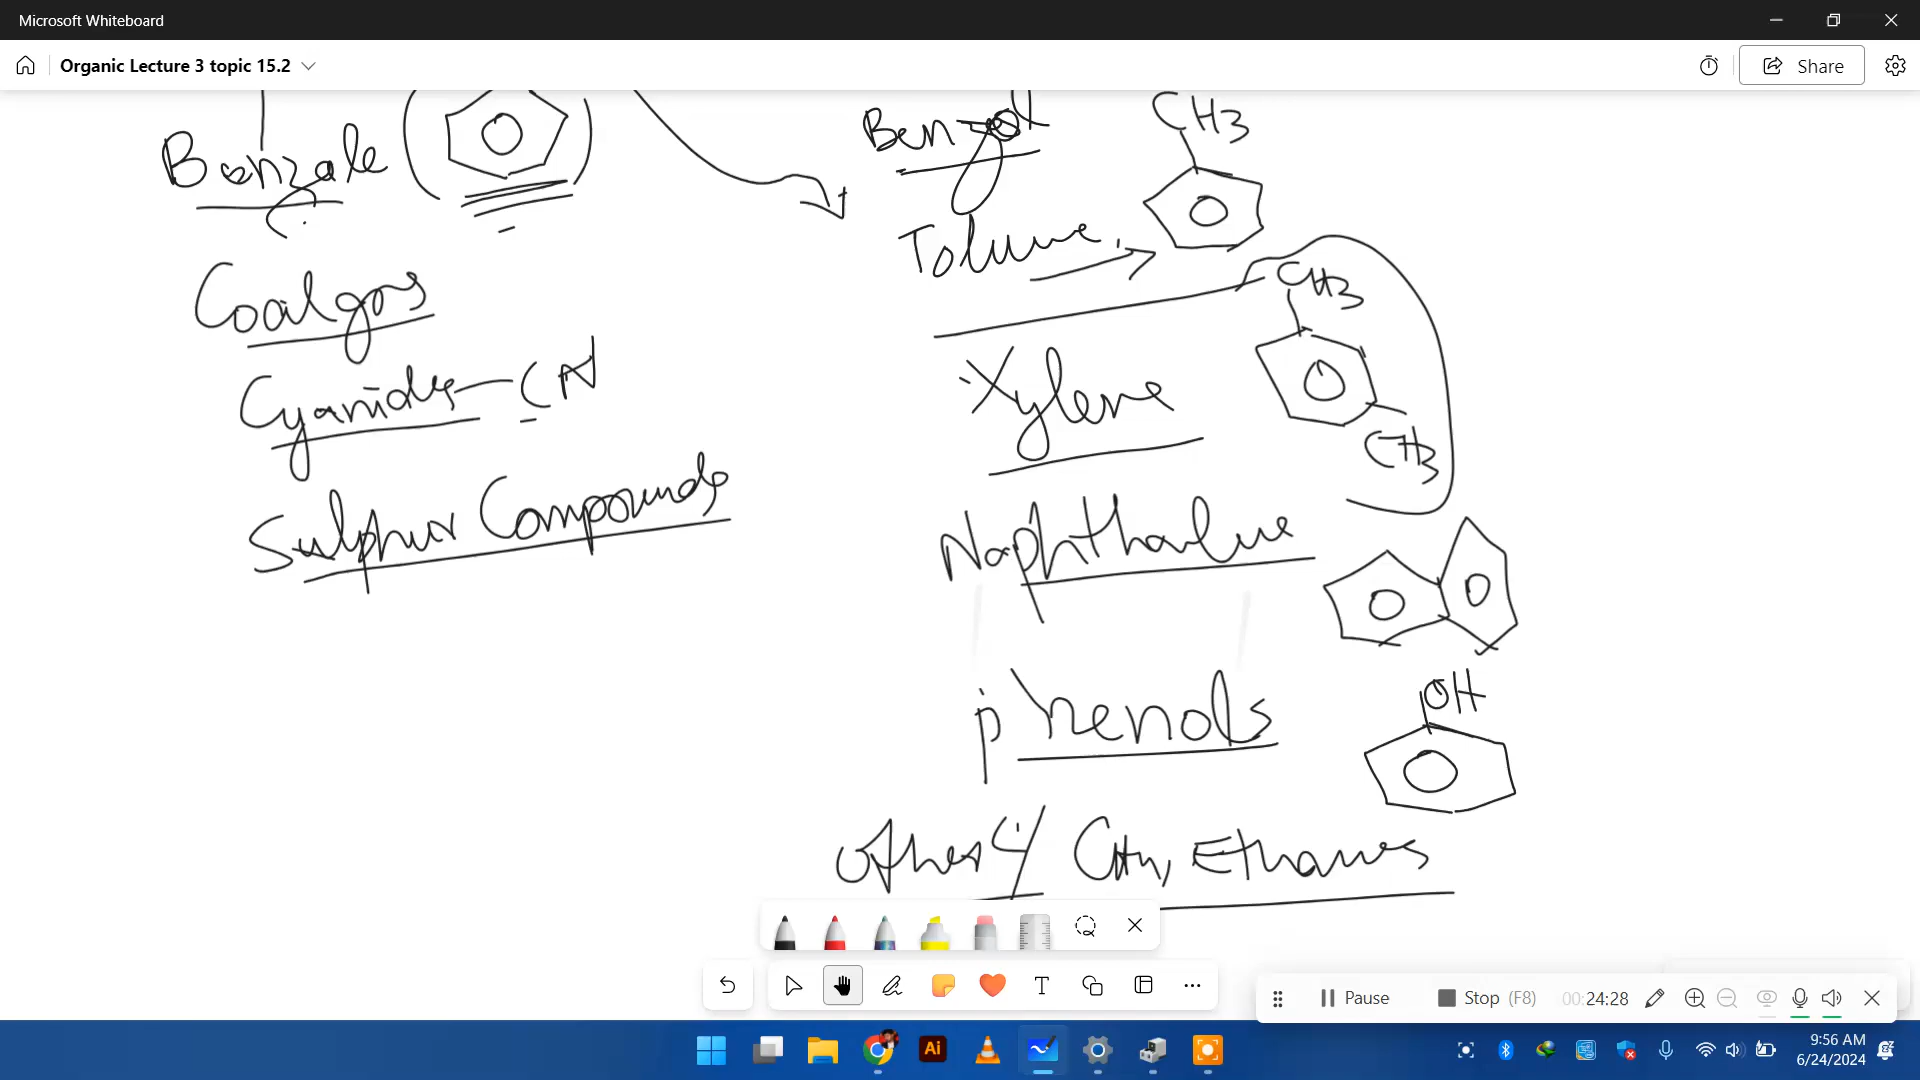 Microsoft Whiteboard
Organic Lecture 3 topic 15.2
Share
Benzale
Coalgas
Cyanides — CN
Sulphur Compounds
Benzol
CH3
Toluene,
CH3
Xylene
CH3
Naphthalene
OH
phenols
others CH4, Ethanes
T
Pause
Stop (F8)
00:24:28
Ai
9:56 AM
6/24/2024